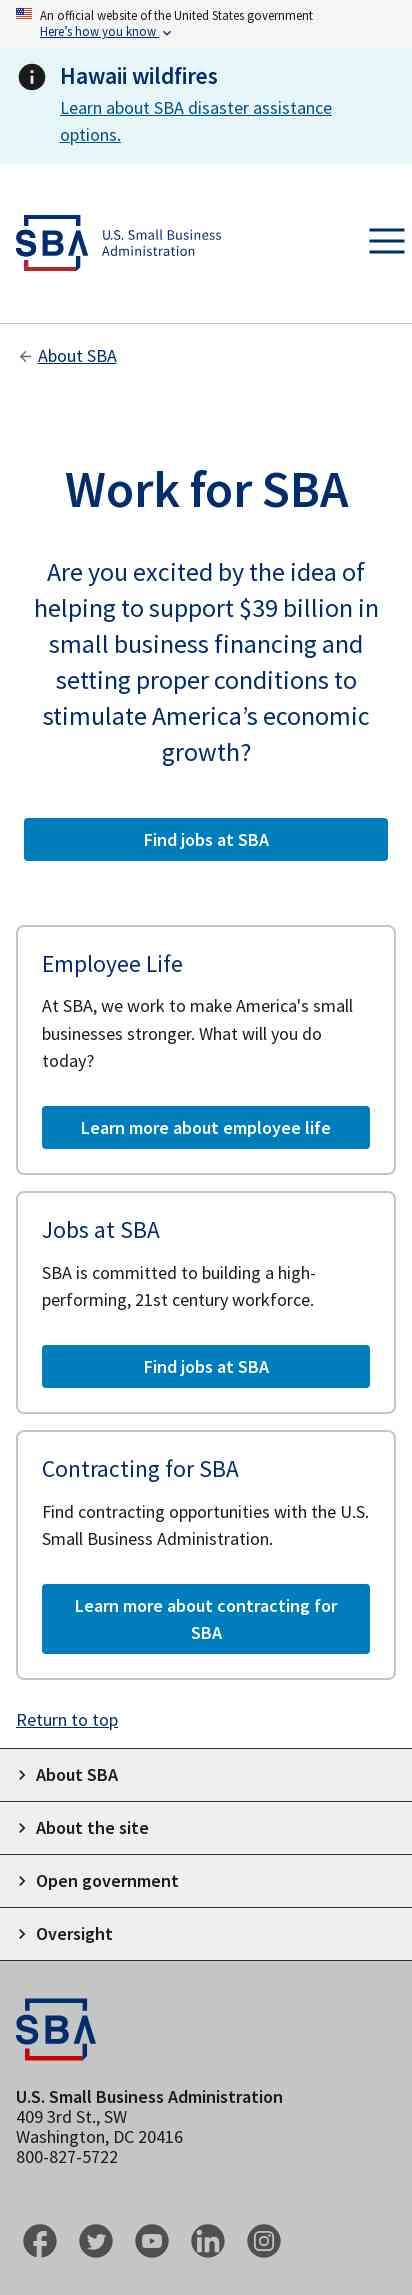 An official website of the United States government
Here’s how you know
Hawaii wildfires
Learn about SBA disaster assistance
options.
SBA
U.S. Small Business
Administration
About SBA
Work for SBA
Are you excited by the idea of
helping to support $39 billion in
small business financing and
setting proper conditions to
stimulate America’s economic
growth?
Find jobs at SBA
Employee Life
At SBA, we work to make America's small
businesses stronger. What will you do
today?
Learn more about employee life
Jobs at SBA
SBA is committed to building a high-
performing, 21st century workforce.
Find jobs at SBA
Contracting for SBA
Find contracting opportunities with the U.S.
Small Business Administration.
Learn more about contracting for
SBA
Return to top
About SBA
About the site
Open government
Oversight
SBA
U.S. Small Business Administration
409 3rd St., SW
Washington, DC 20416
800-827-5722